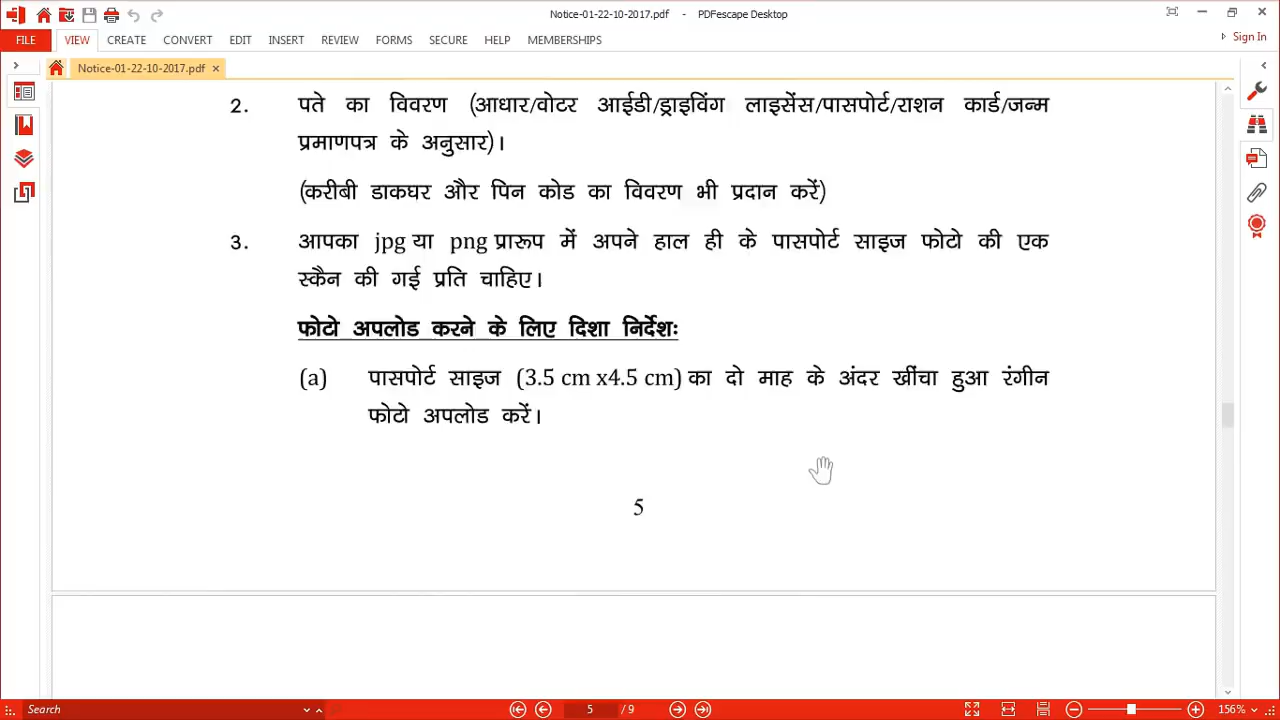 Notice-01-22-10-2017.pdf - PDFescape Desktop
FILE VIEW CREATE CONVERT EDIT INSERT REVIEW FORMS SECURE HELP MEMBERSHIPS Sign In
Notice-01-22-10-2017.pdf ×
2. पते का विवरण (आधार/वोटर आईडी/ड्राइविंग लाइसेंस/पासपोर्ट/राशन कार्ड/जन्म
प्रमाणपत्र के अनुसार)।
(करीबी डाकघर और पिन कोड का विवरण भी प्रदान करें)
3. आपका jpg या png प्रारूप में अपने हाल ही के पासपोर्ट साइज फोटो की एक
स्कैन की गई प्रति चाहिए।
फोटो अपलोड करने के लिए दिशा निर्देशः
(a) पासपोर्ट साइज (3.5 cm x4.5 cm) का दो माह के अंदर खींचा हुआ रंगीन
फोटो अपलोड करें।
5
Search 5 / 9 156%